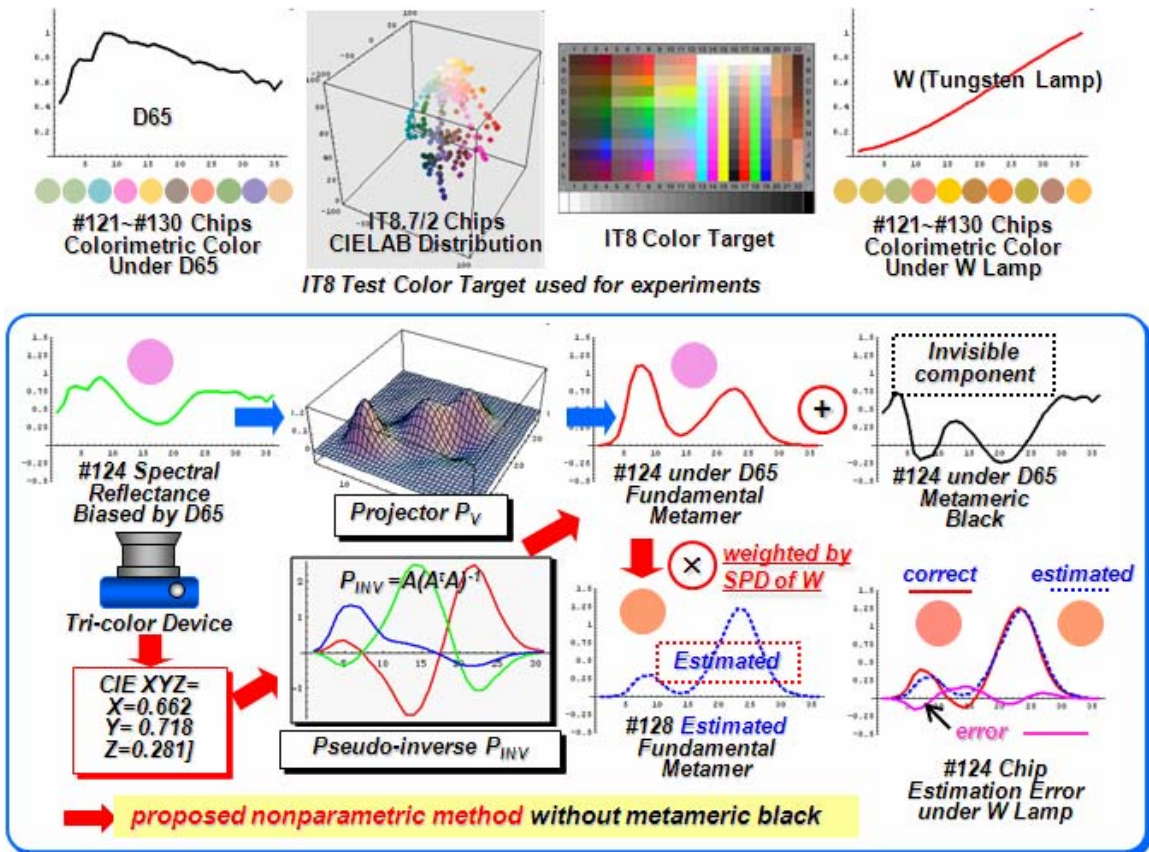 D65
#121~#130 Chips
Colorimetric Color
Under D65
IT8.7/2 Chips
CIELAB Distribution
IT8 Color Target
W (Tungsten Lamp)
#121~#130 Chips
Colorimetric Color
Under W Lamp
IT8 Test Color Target used for experiments
#124 Spectral
Reflectance
Biased by D65
Projector PV
#124 under D65
Fundamental
Metamer
+
Invisible
component
#124 under D65
Metameric
Black
Tri-color Device
CIE XYZ=
X=0.662
Y= 0.718
Z=0.281]
PINV = A(AᵗA)⁻¹
Pseudo-inverse PINV
×
weighted by
SPD of W
Estimated
#128 Estimated
Fundamental
Metamer
correct
estimated
error
#124 Chip
Estimation Error
under W Lamp
proposed nonparametric method without metameric black